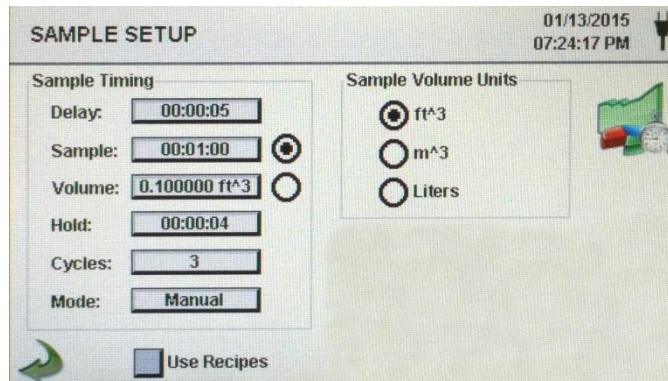 SAMPLE SETUP
01/13/2015
07:24:17 PM
Sample Timing
Delay: 00:00:05
Sample: 00:01:00
Volume: 0.100000 ft^3
Hold: 00:00:04
Cycles: 3
Mode: Manual
Use Recipes
Sample Volume Units
ft^3
m^3
Liters